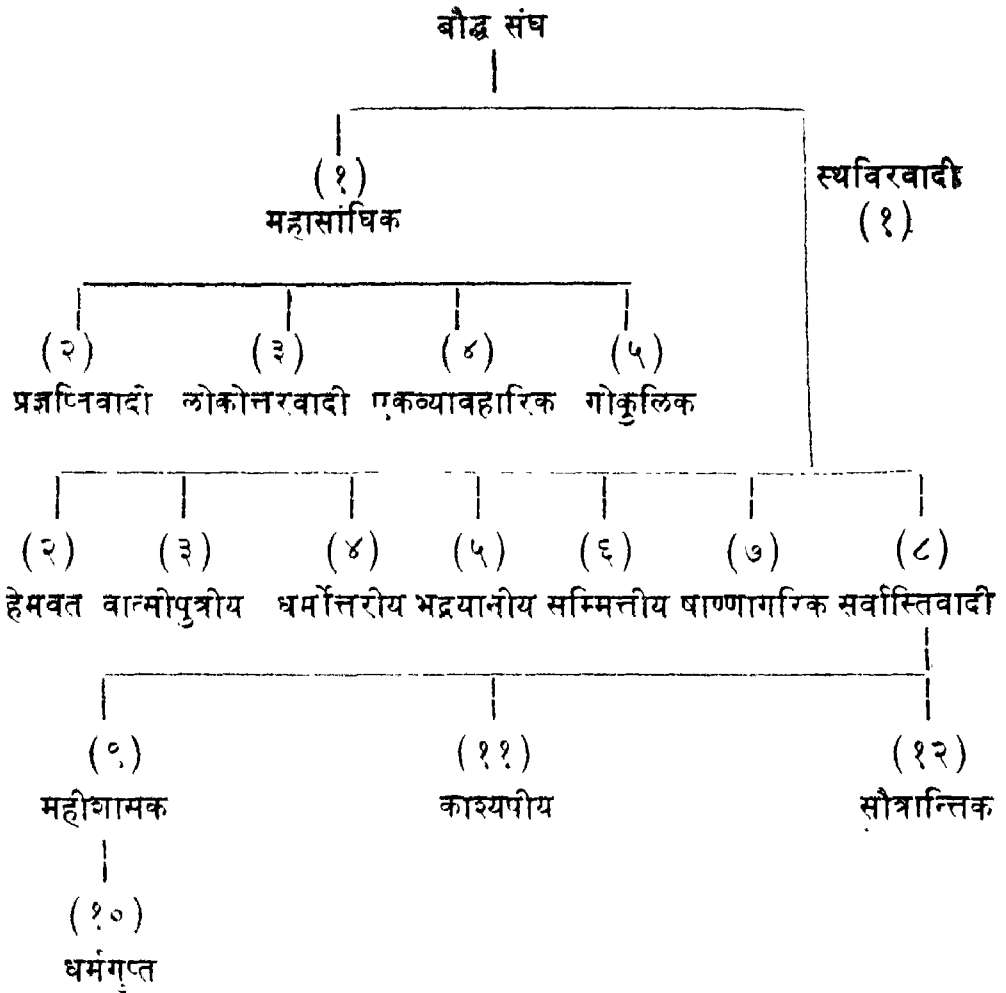 बौद्ध संघ
(१)
महासांघिक
स्थविरवादी
(१)
(२) (३) (४) (५)
प्रज्ञप्तिवादी लोकोत्तरवादी एकव्यावहारिक गोकुलिक
(२) (३) (४) (५) (६) (७) (८)
हेमवत वात्सीपुत्रीय धर्मोत्तरीय भद्रयानीय सम्मित्तीय षाण्णागरिक सर्वास्तिवादी
(९) (११) (१२)
महीशासक काश्यपीय सौत्रान्त्तिक
(१०)
धर्मगुप्त